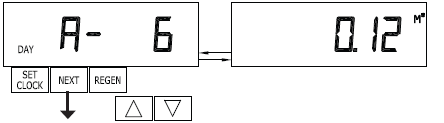 DAY A- 6
0.12 M³
SET CLOCK
NEXT
REGEN